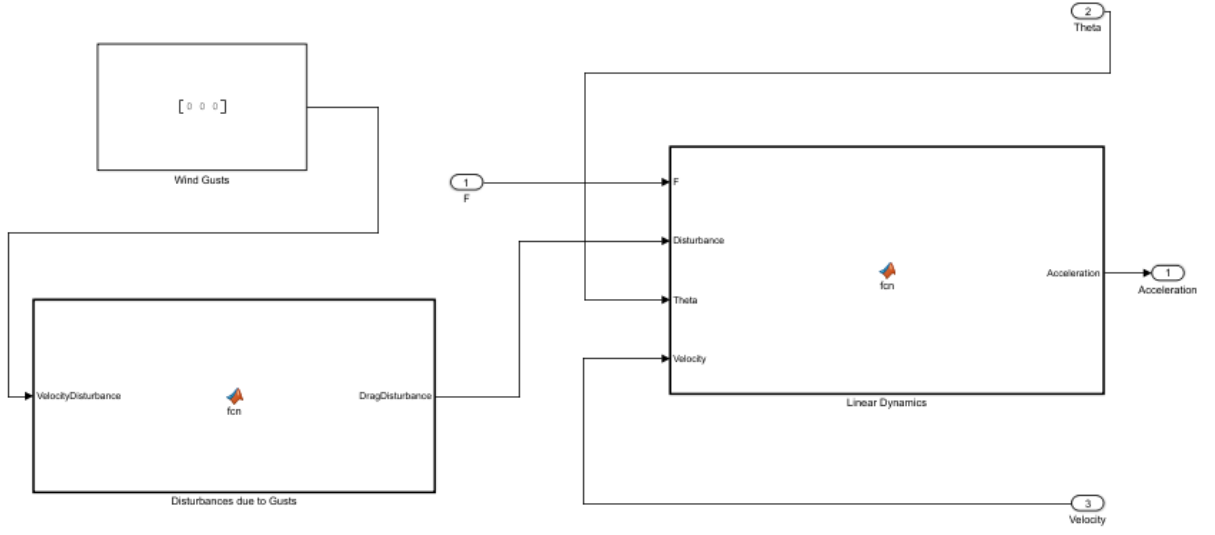 2
Theta
[0 0 0]
Wind Gusts
1
F
F
Disturbance
fcn
Acceleration
1
Acceleration
Theta
Velocity
Linear Dynamics
VelocityDisturbance
fcn
DragDisturbance
Disturbances due to Gusts
3
Velocity